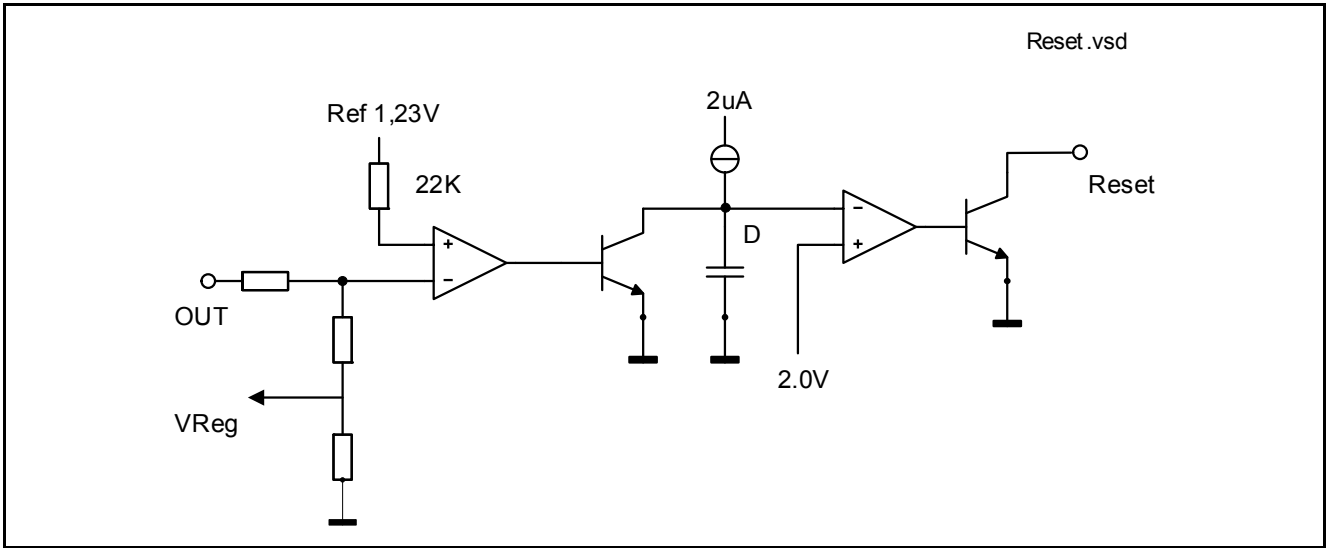 Reset.vsd
Ref 1,23V
2uA
22K
Reset
+
-
D
-
+
OUT
2.0V
VReg